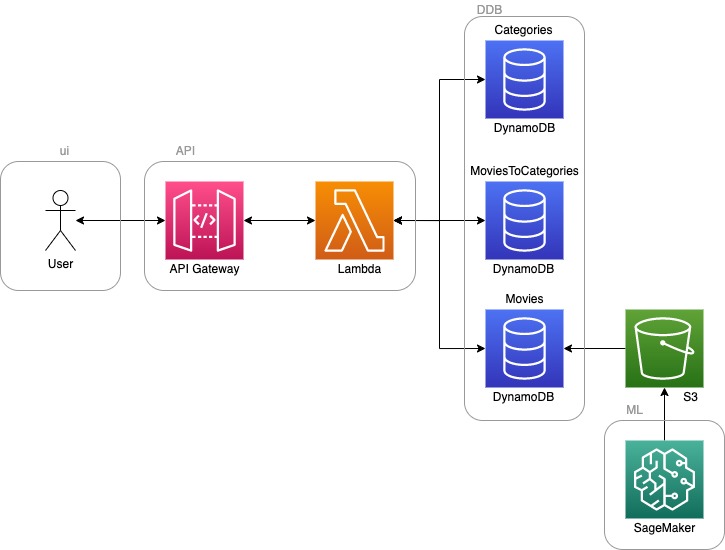 DDB
Categories
DynamoDB
ui
API
MoviesToCategories
</>
User
API Gateway
Lambda
DynamoDB
Movies
DynamoDB
S3
ML
SageMaker